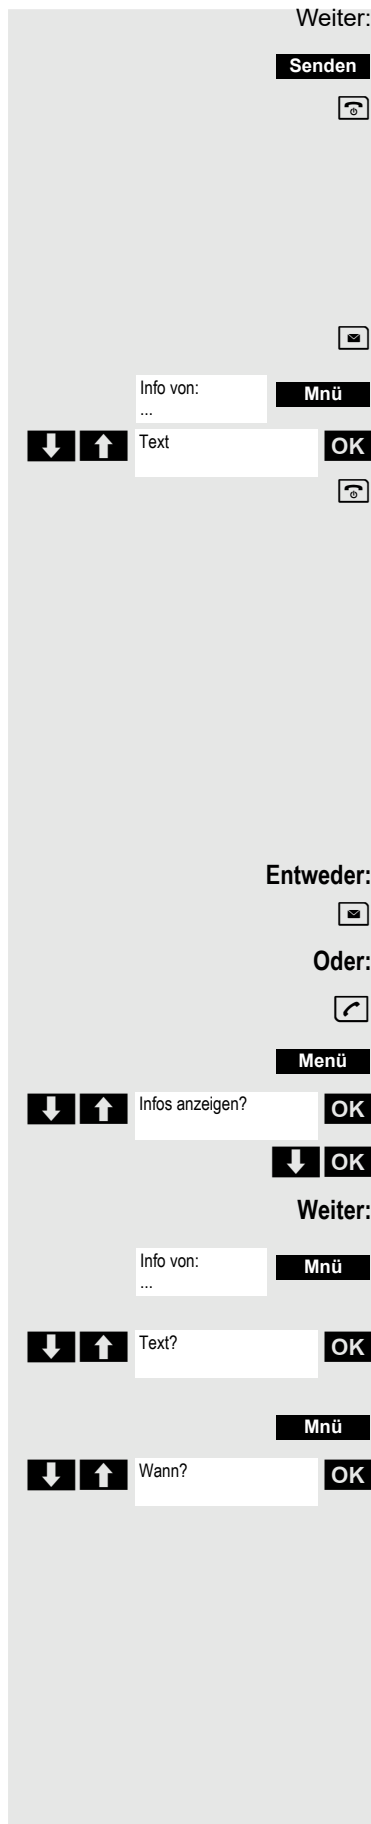 Weiter:
Senden
Info von:
...
Mnü
Text
OK
Entweder:
Oder:
Menü
Infos anzeigen?
OK
OK
Weiter:
Info von:
...
Mnü
Text?
OK
Mnü
Wann?
OK